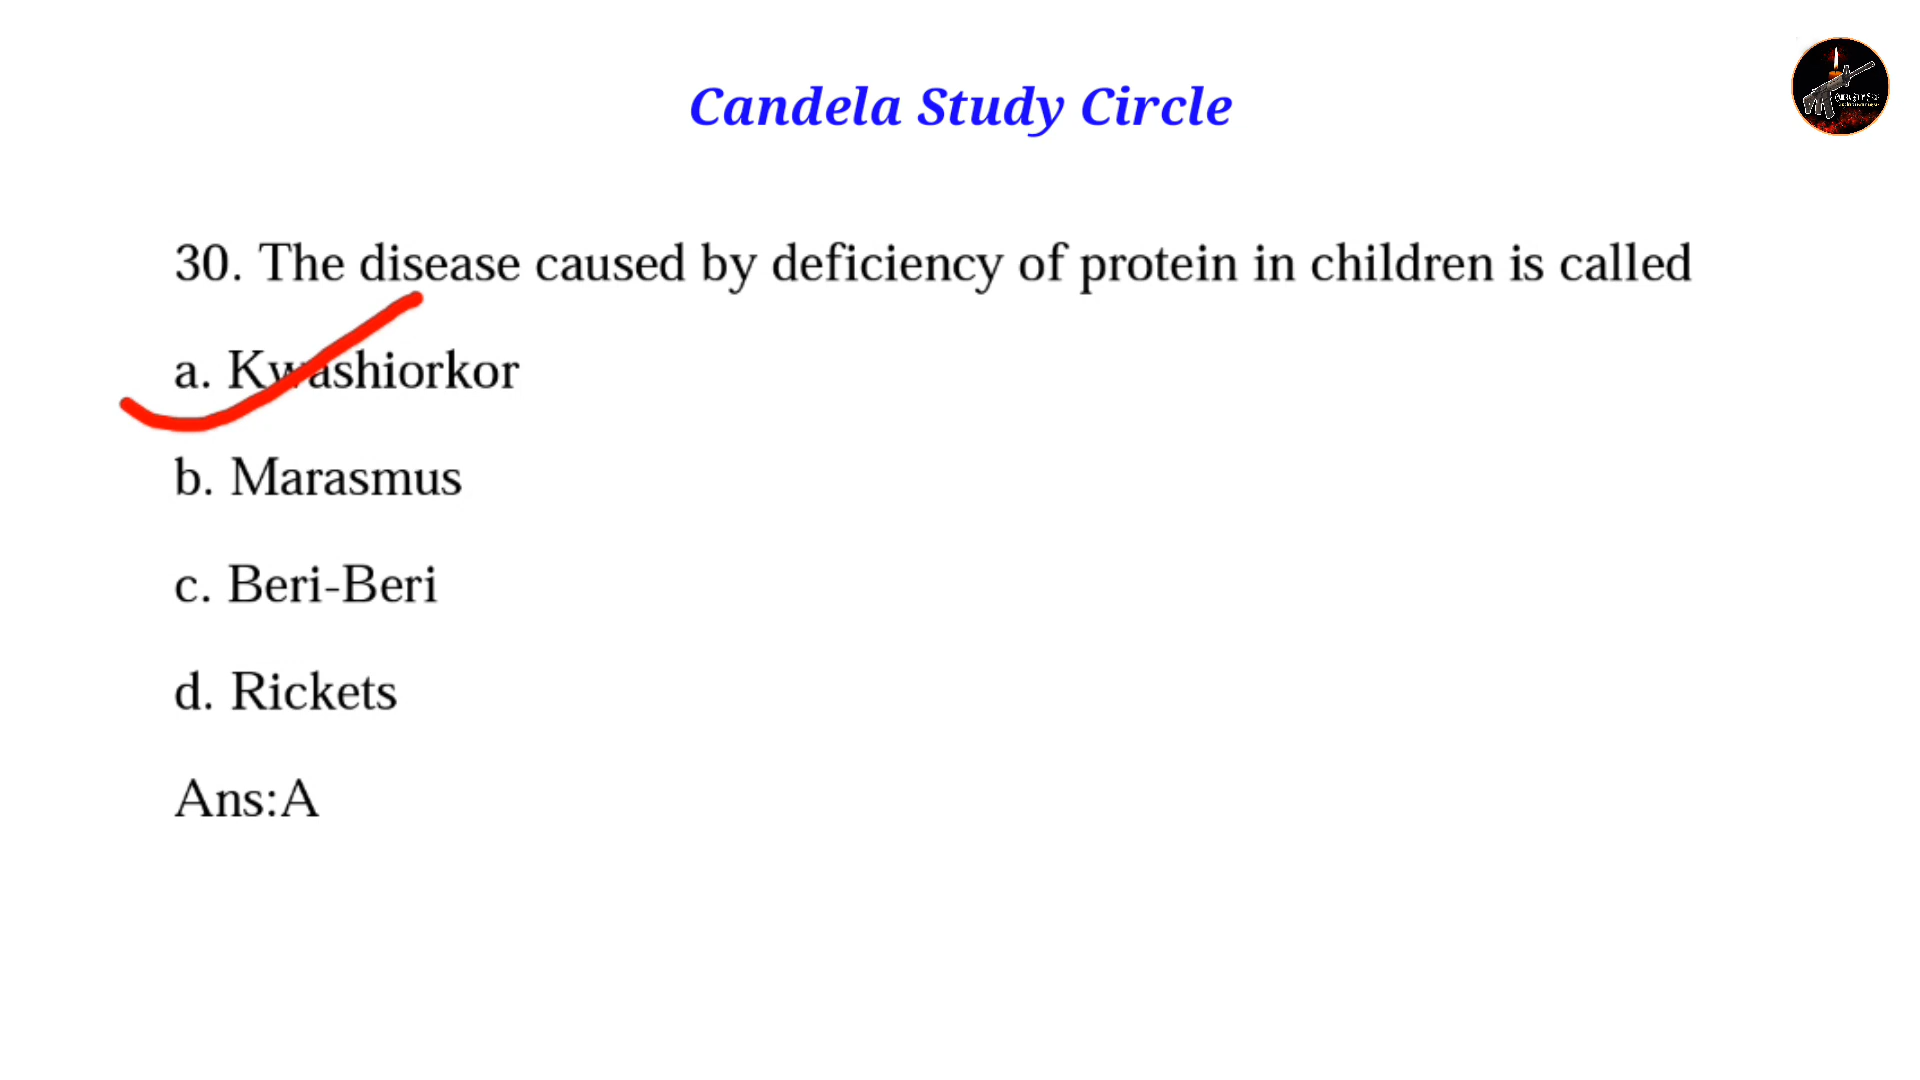 Candela Study Circle
30. The disease caused by deficiency of protein in children is called
a. Kwashiorkor
b. Marasmus
c. Beri-Beri
d. Rickets
Ans:A